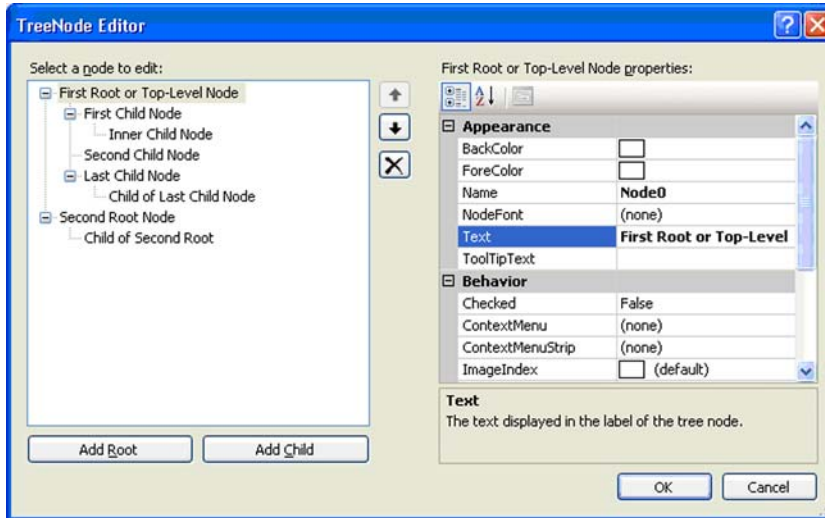 TreeNode Editor
Select a node to edit:
First Root or Top-Level Node
First Child Node
Inner Child Node
Second Child Node
Last Child Node
Child of Last Child Node
Second Root Node
Child of Second Root
Add Root
Add Child
First Root or Top-Level Node properties:
Appearance
BackColor
ForeColor
Name Node0
NodeFont (none)
Text First Root or Top-Level
ToolTipText
Behavior
Checked False
ContextMenu (none)
ContextMenuStrip (none)
ImageIndex (default)
Text
The text displayed in the label of the tree node.
OK
Cancel